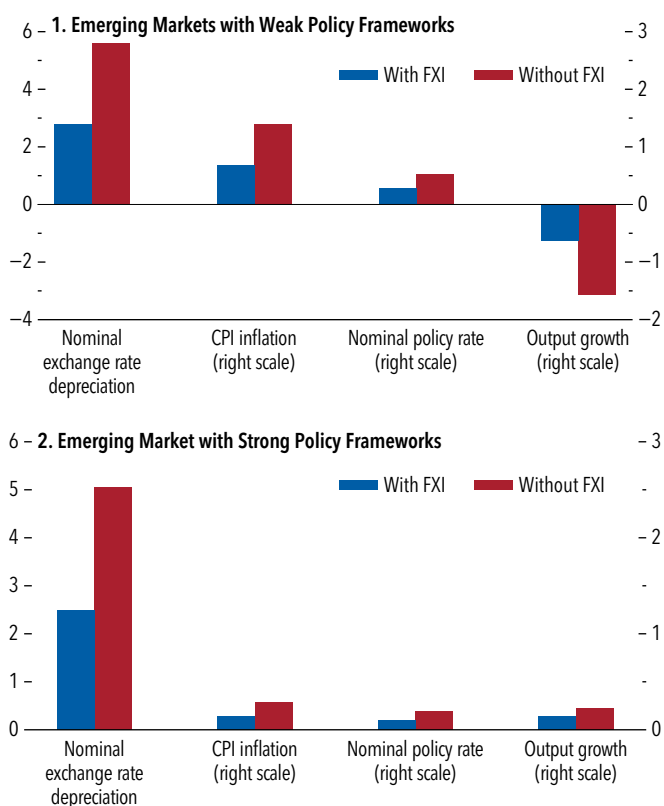 1. Emerging Markets with Weak Policy Frameworks
6 –
4 –
2 –
0
–2 –
–4 –
– 3
– 2
– 1
– 0
– –1
– –2
With FXI
Without FXI
Nominal
exchange rate
depreciation
CPI inflation
(right scale)
Nominal policy rate
(right scale)
Output growth
(right scale)
2. Emerging Market with Strong Policy Frameworks
6 –
5 –
4 –
3 –
2 –
1 –
0
– 3
– 2
– 1
0
With FXI
Without FXI
Nominal
exchange rate
depreciation
CPI inflation
(right scale)
Nominal policy rate
(right scale)
Output growth
(right scale)